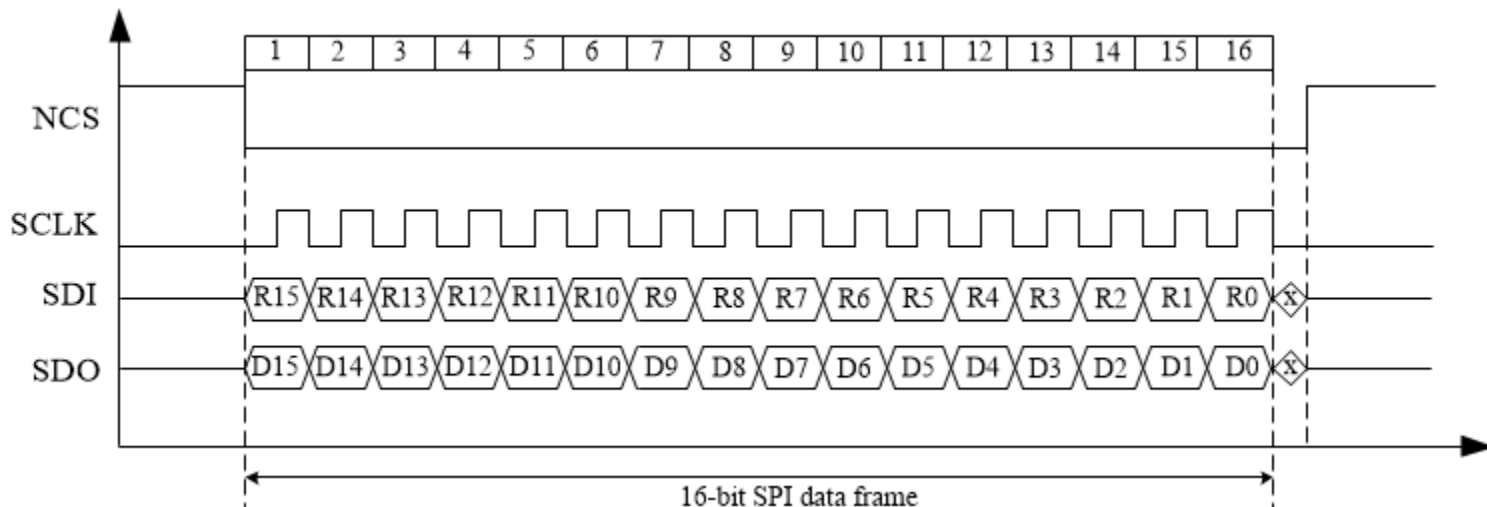 1 2 3 4 5 6 7 8 9 10 11 12 13 14 15 16
NCS
SCLK
SDI R15 R14 R13 R12 R11 R10 R9 R8 R7 R6 R5 R4 R3 R2 R1 R0 x
SDO D15 D14 D13 D12 D11 D10 D9 D8 D7 D6 D5 D4 D3 D2 D1 D0 x
16-bit SPI data frame